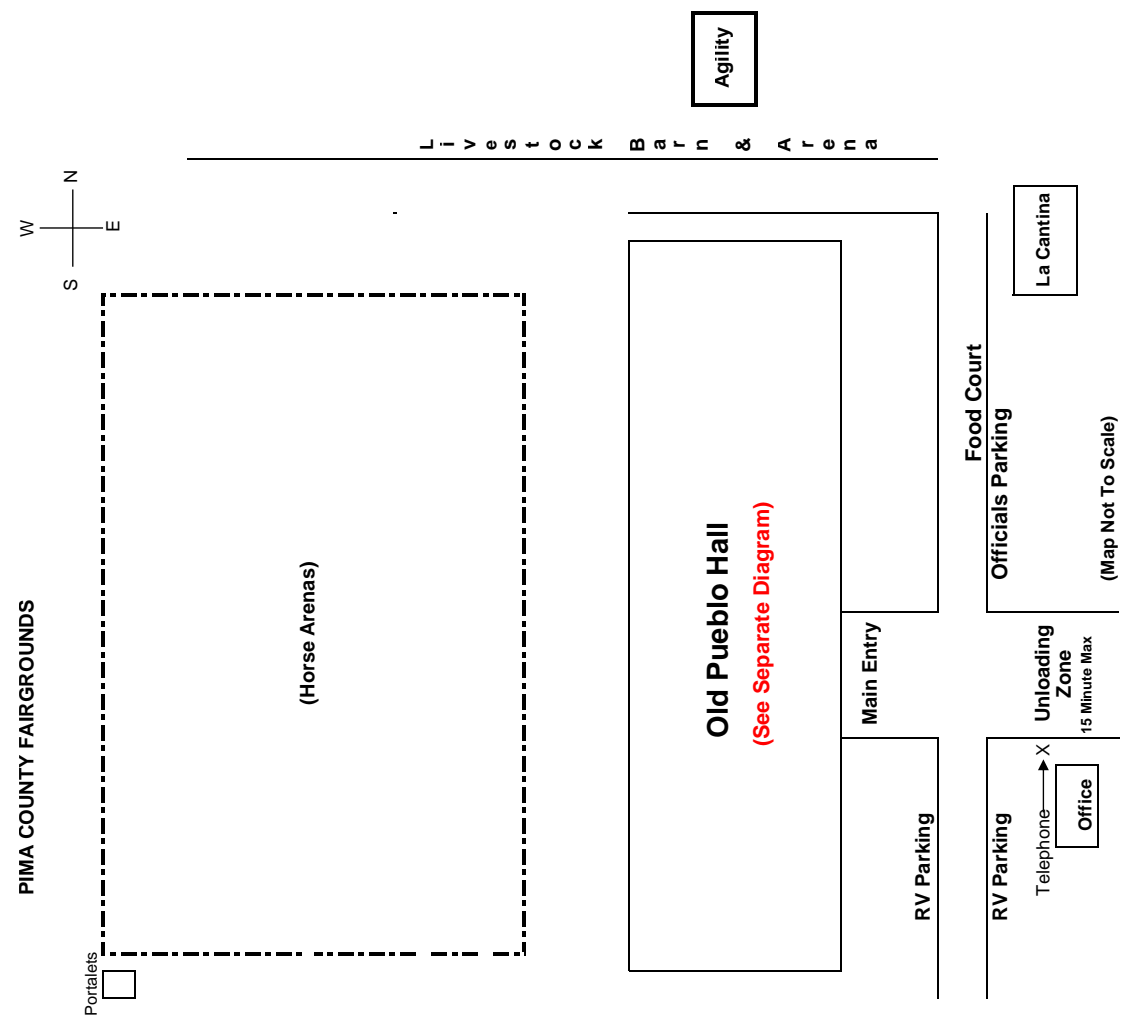 PIMA COUNTY FAIRGROUNDS
W
N
S
E
Portalets
(Horse Arenas)
Livestock Barn & Arena
Agility
Old Pueblo Hall
(See Separate Diagram)
Main Entry
RV Parking
Food Court
Officials Parking
RV Parking
La Cantina
Unloading
Zone
15 Minute Max
Telephone
X
Office
(Map Not To Scale)